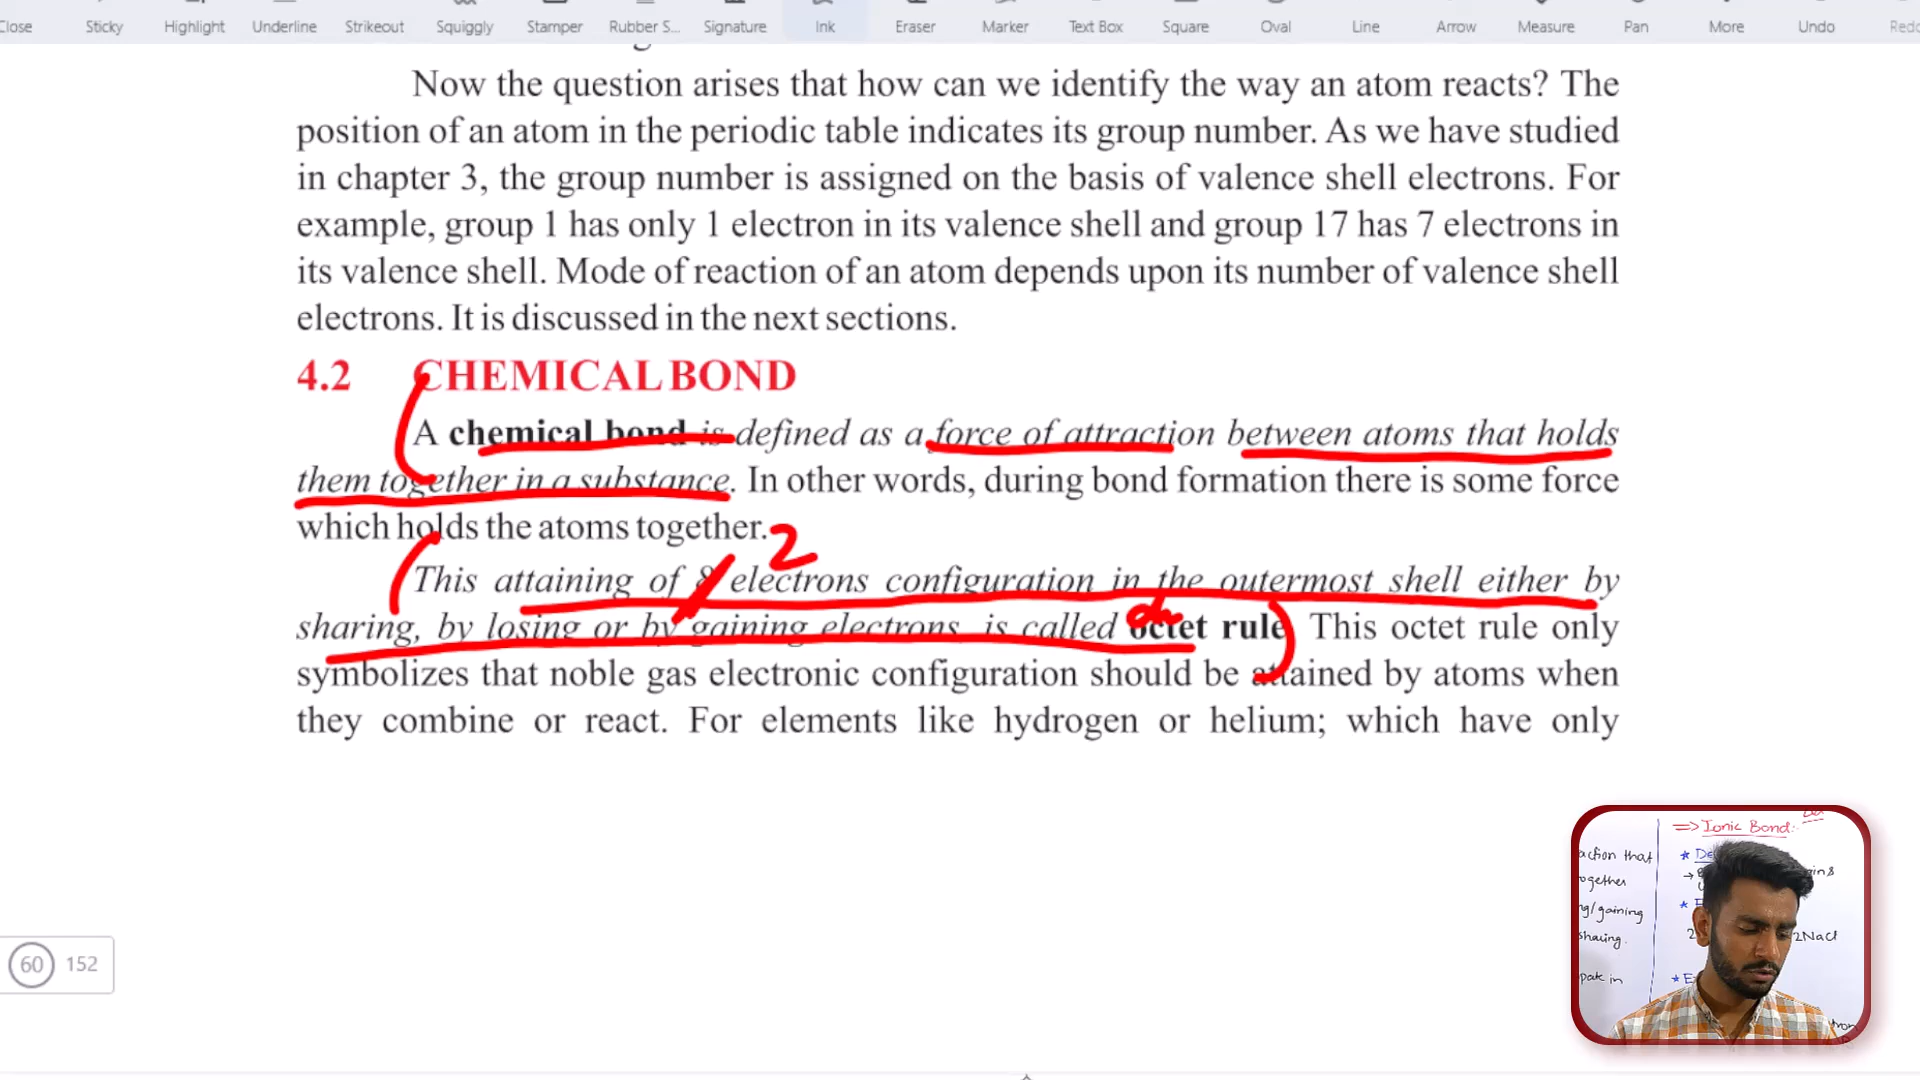 Close Sticky Highlight Underline Strikeout Squiggly Stamper Rubber S... Signature Ink Eraser Marker Text Box Square Oval Line Arrow Measure Pan More Undo Redo
Now the question arises that how can we identify the way an atom reacts? The
position of an atom in the periodic table indicates its group number. As we have studied
in chapter 3, the group number is assigned on the basis of valence shell electrons. For
example, group 1 has only 1 electron in its valence shell and group 17 has 7 electrons in
its valence shell. Mode of reaction of an atom depends upon its number of valence shell
electrons. It is discussed in the next sections.
4.2 CHEMICAL BOND
A chemical bond is defined as a force of attraction between atoms that holds
them together in a substance. In other words, during bond formation there is some force
which holds the atoms together.
2
This attaining of 8 electrons configuration in the outermost shell either by
sharing, by losing or by gaining electrons, is called octet rule. This octet rule only
symbolizes that noble gas electronic configuration should be attained by atoms when
they combine or react. For elements like hydrogen or helium; which have only
60 152
=> Ionic Bond:
action that
ogether
ng/gaining
sharing.
2NaCl
pate in